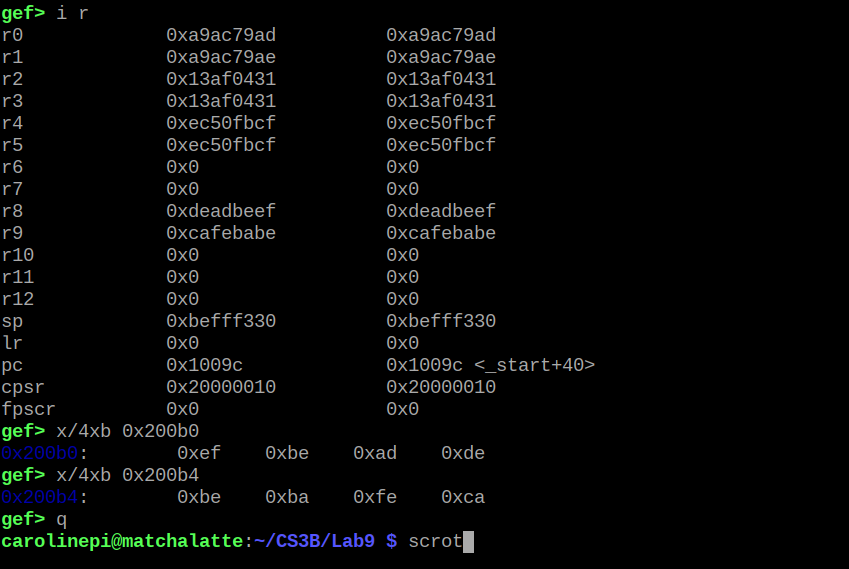 gef> i r
r0             0xa9ac79ad          0xa9ac79ad
r1             0xa9ac79ae          0xa9ac79ae
r2             0x13af0431          0x13af0431
r3             0x13af0431          0x13af0431
r4             0xec50fbcf          0xec50fbcf
r5             0xec50fbcf          0xec50fbcf
r6             0x0                 0x0
r7             0x0                 0x0
r8             0xdeadbeef          0xdeadbeef
r9             0xcafebabe          0xcafebabe
r10            0x0                 0x0
r11            0x0                 0x0
r12            0x0                 0x0
sp             0xbefff330          0xbefff330
lr             0x0                 0x0
pc             0x1009c             0x1009c <_start+40>
cpsr           0x20000010          0x20000010
fpscr          0x0                 0x0
gef> x/4xb 0x200b0
0x200b0:        0xef    0xbe    0xad    0xde
gef> x/4xb 0x200b4
0x200b4:        0xbe    0xba    0xfe    0xca
gef> q
carolinepi@matchalatte:~/CS3B/Lab9 $ scrot